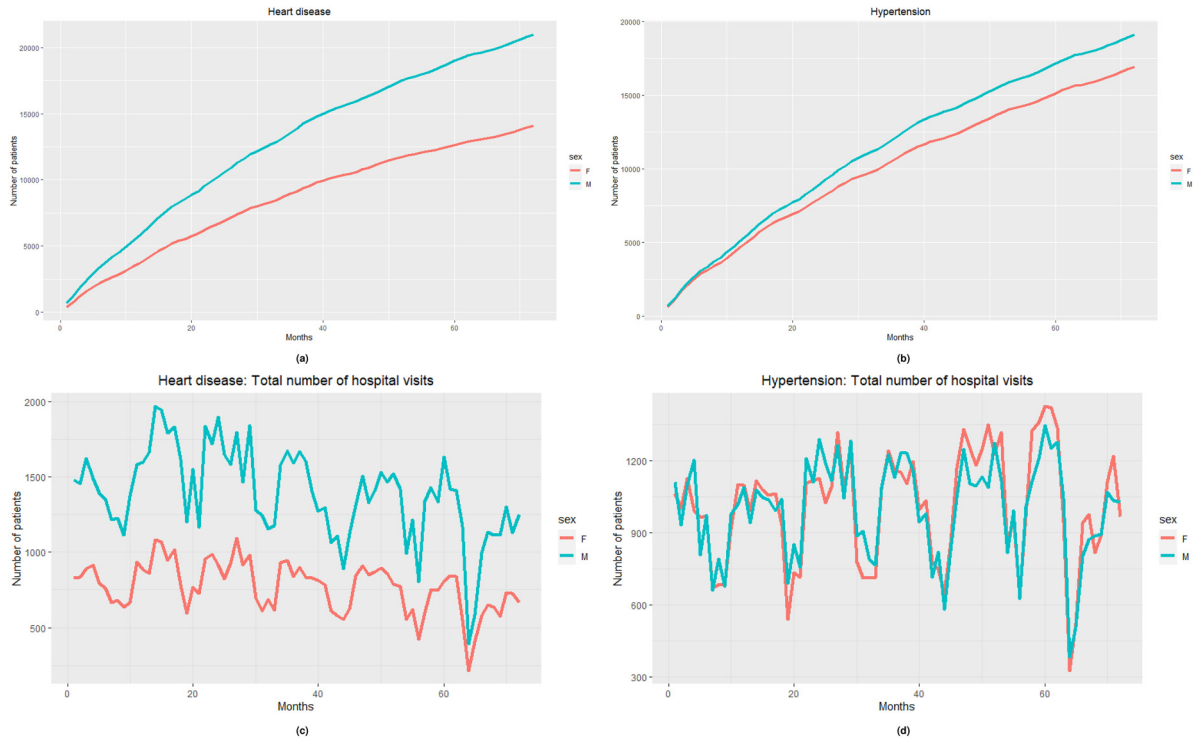 Heart disease
Number of patients
20000
15000
10000
5000
0
0
20
40
60
Months
sex
F
M
(a)
Hypertension
Number of patients
20000
15000
10000
5000
0
0
20
40
60
Months
sex
F
M
(b)
Heart disease: Total number of hospital visits
Number of patients
2000
1500
1000
500
0
20
40
60
Months
sex
F
M
(c)
Hypertension: Total number of hospital visits
Number of patients
1200
900
600
300
0
20
40
60
Months
sex
F
M
(d)